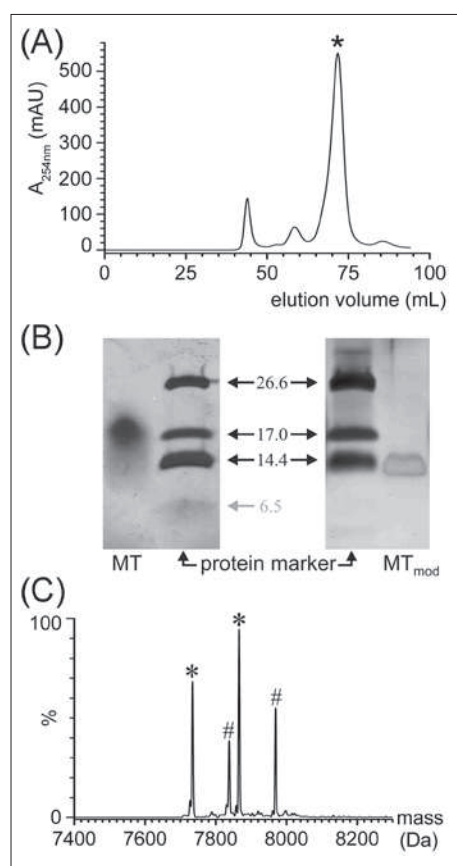 (A)
*
500
400
300
200
100
0
A254nm (mAU)
0 25 50 75 100
elution volume (mL)
(B)
26.6
17.0
14.4
6.5
MT protein marker MTmod
(C)
100
*
*
#
#
%
0
7400 7600 7800 8000 8200
mass
(Da)